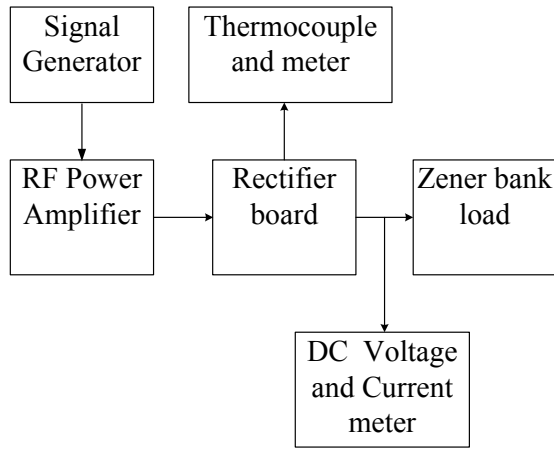 Signal
Generator
Thermocouple
and meter
RF Power
Amplifier
Rectifier
board
Zener bank
load
DC Voltage
and Current
meter